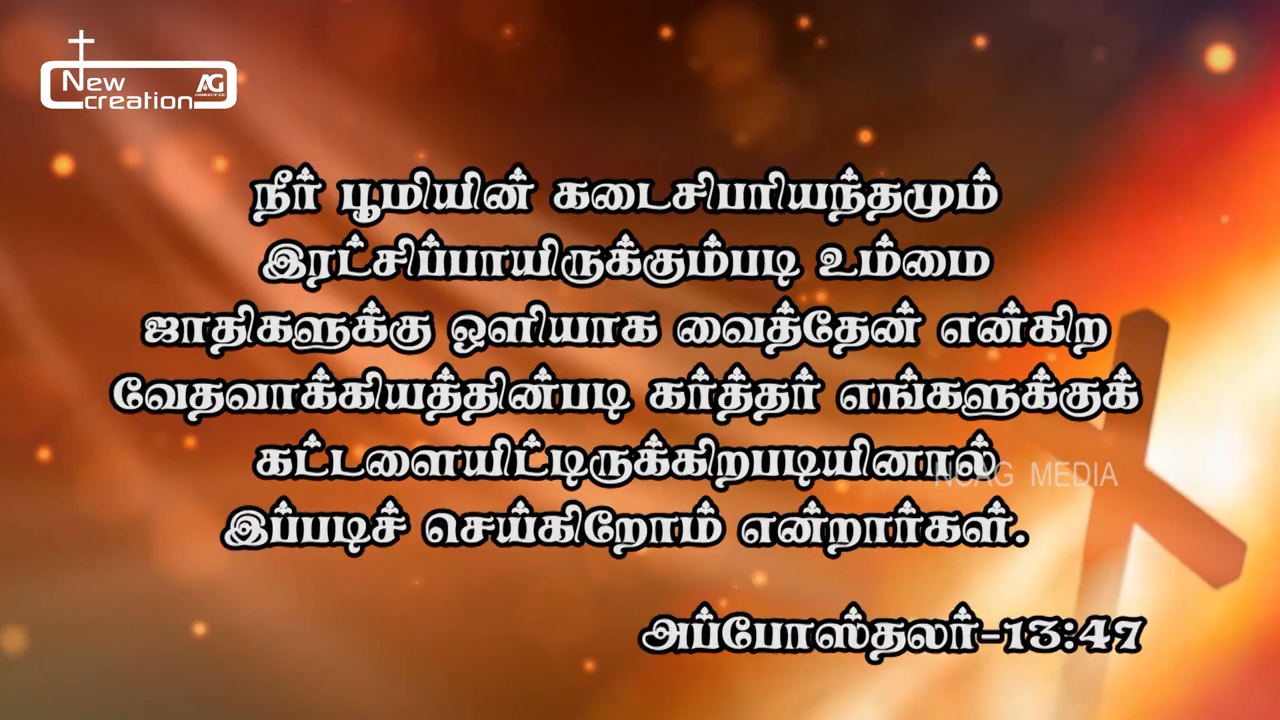 New
creation
AG
நீர் பூமியின் கடைசிபரியந்தமும்
இரட்சிப்பாயிருக்கும்படி உம்மை
ஜாதிகளுக்கு ஒளியாக வைத்தேன் என்கிற
வேதவாக்கியத்தின்படி கர்த்தர் எங்களுக்குக்
கட்டளையிட்டிருக்கிறபடியினால்
NCAG MEDIA
இப்படிச் செய்கிறோம் என்றார்கள்.
அப்போஸ்தலர்-13:47